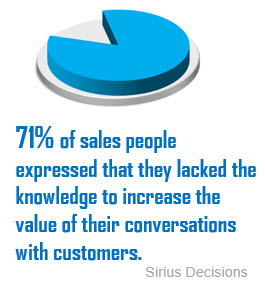 71% of sales people
expressed that they lacked the
knowledge to increase the
value of their conversations
with customers.
Sirius Decisions